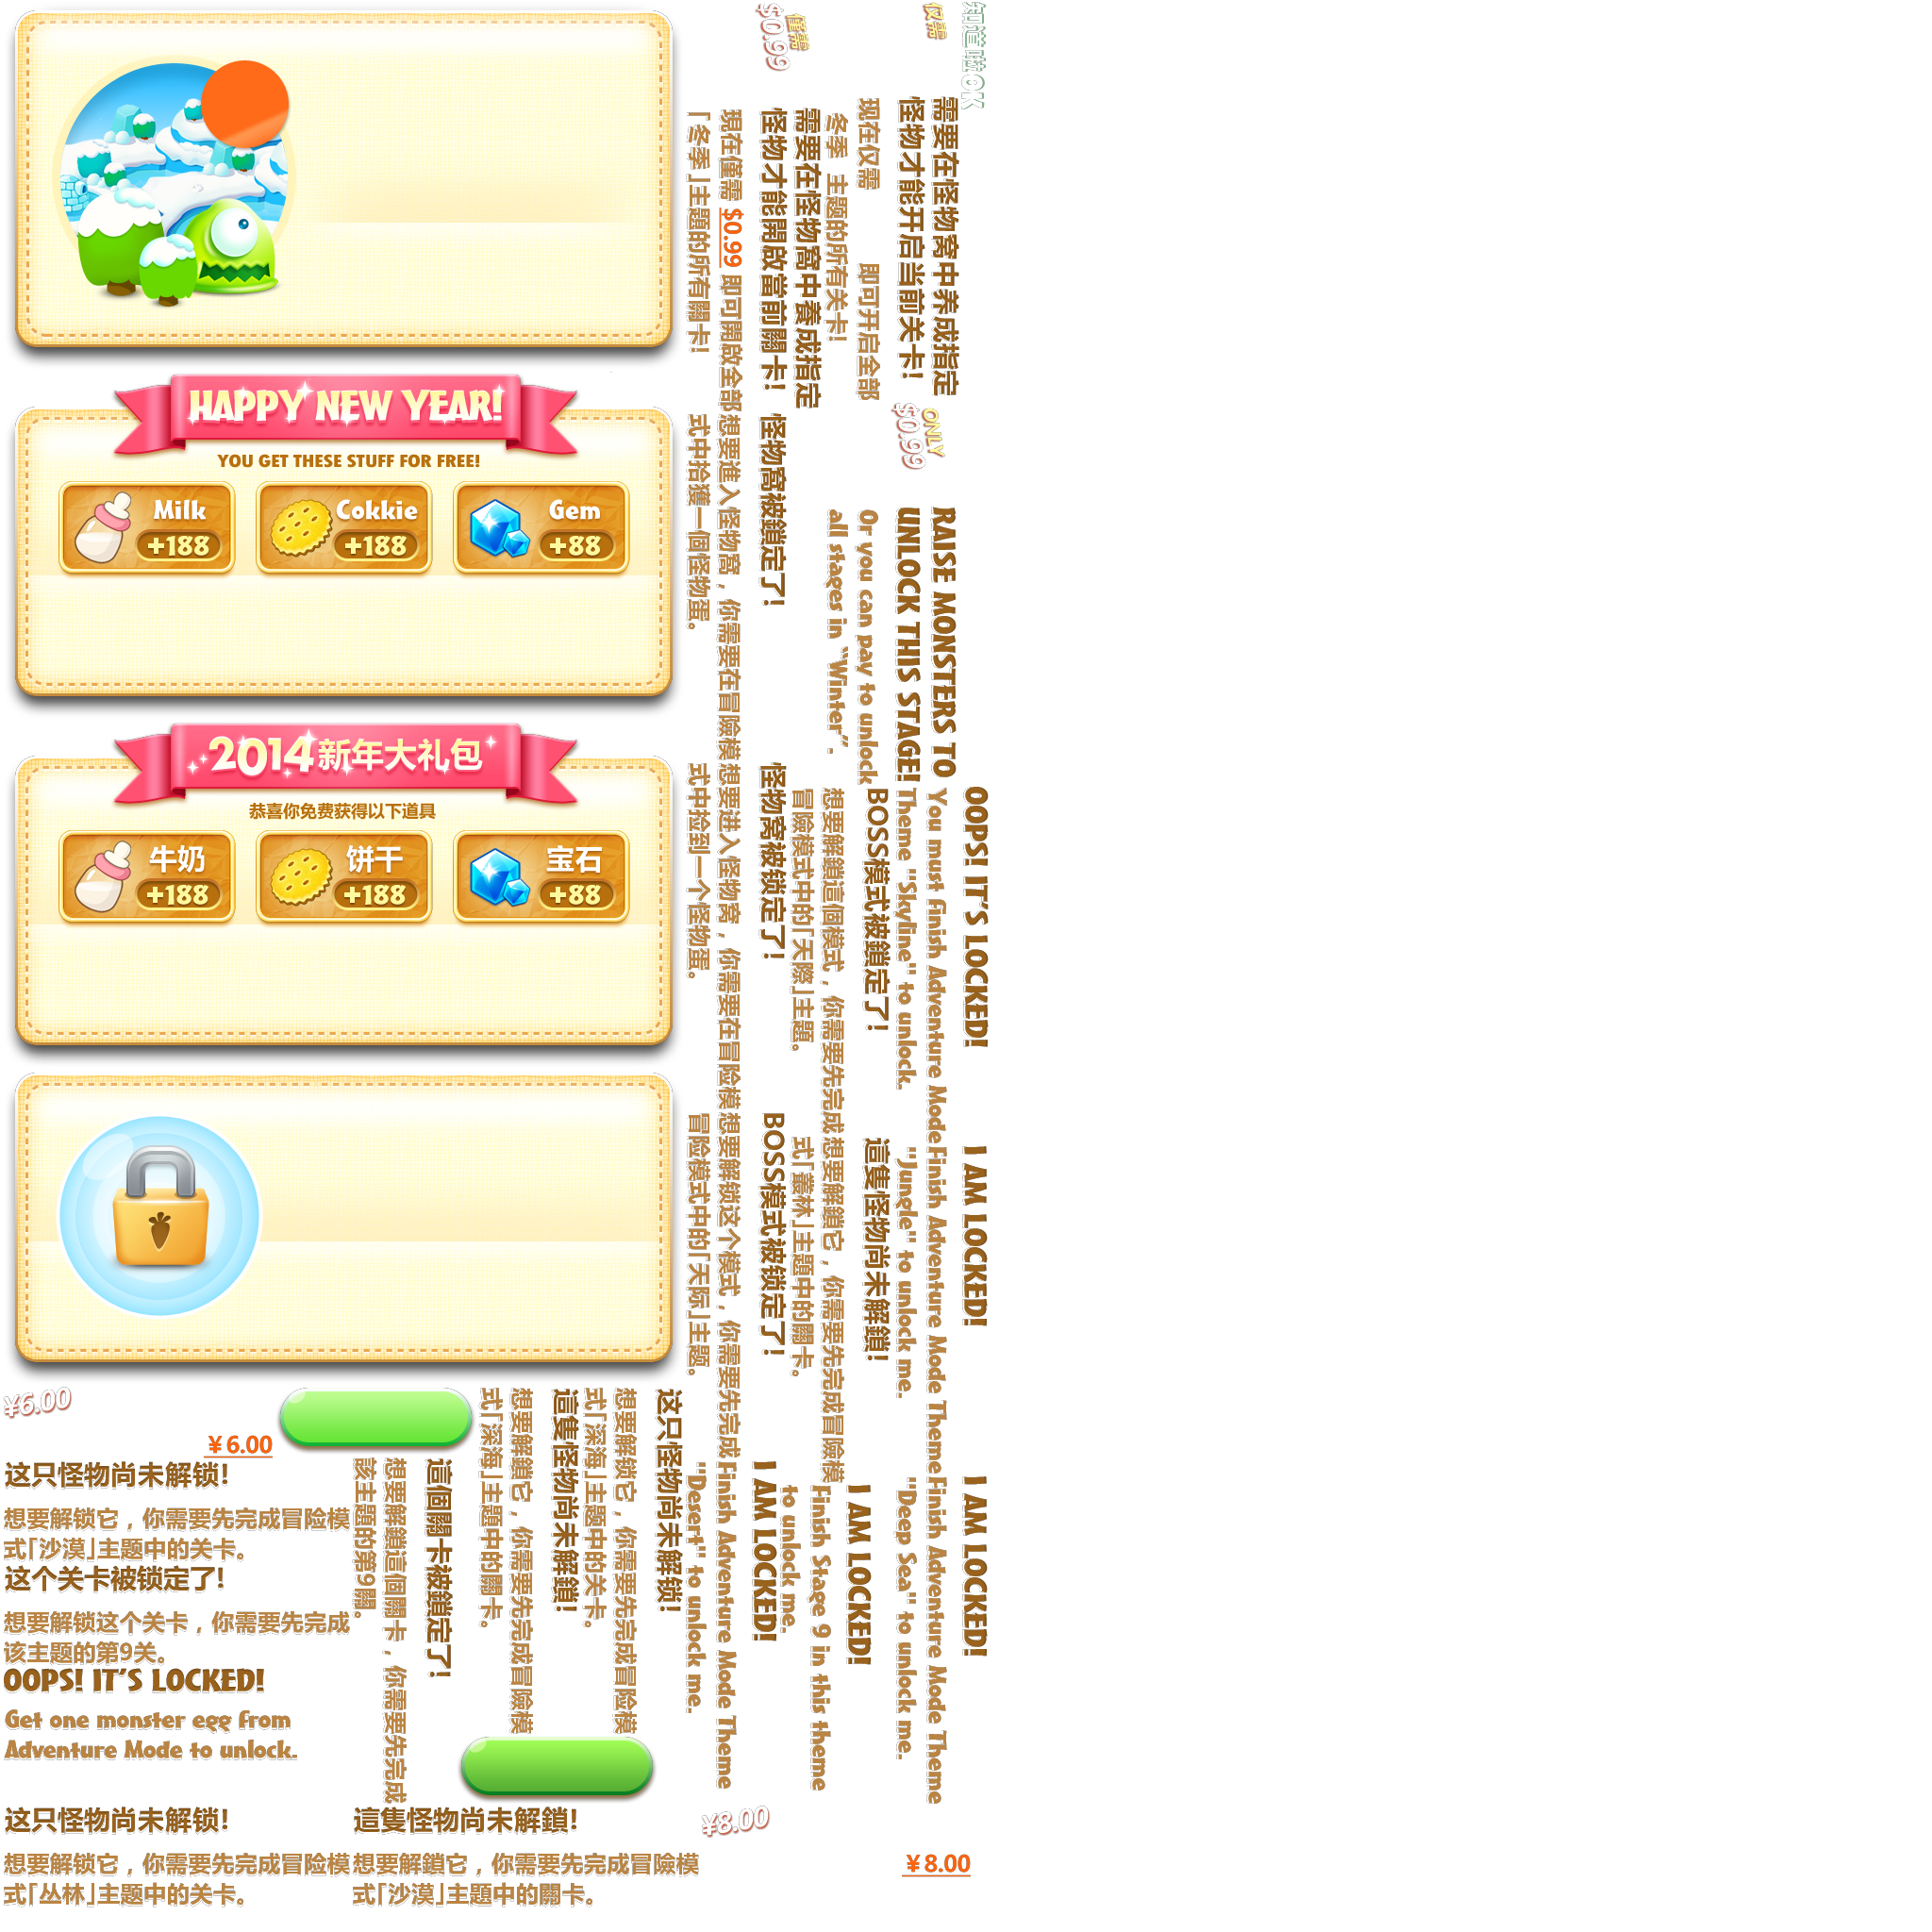 HAPPY NEW YEAR!
YOU GET THESE STUFF FOR FREE!
Milk
+188
Cokkie
+188
Gem
+88
2014新年大礼包
恭喜你免费获得以下道具
牛奶
+188
饼干
+188
宝石
+88
¥6.00
¥6.00
这只怪物尚未解锁!
想要解锁它，你需要先完成冒险模
式「沙漠」主题中的关卡。
这个关卡被锁定了!
想要解锁这个关卡，你需要先完成
该主题的第9关。
OOPS! IT'S LOCKED!
Get one monster egg from
Adventure Mode to unlock.
这只怪物尚未解锁!
想要解锁它，你需要先完成冒险模
式「丛林」主题中的关卡。
這隻怪物尚未解鎖!
想要解鎖它，你需要先完成冒險模
式「沙漠」主題中的關卡。
¥8.00
¥8.00
這個關卡被鎖定了!
想要解鎖這個關卡，你需要先完成
該主題的第9關。
這隻怪物尚未解鎖!
想要解鎖它，你需要先完成冒險模
式「深海」主題中的關卡。
这只怪物尚未解锁!
想要解锁它，你需要先完成冒险模
式「深海」主题中的关卡。
僅需
$0.99
需要在怪物窩中養成指定
怪物才能開啟當前關卡!
現在僅需 $0.99 即可開啟全部
「冬季」主題的所有關卡!
知道啦OK
仅需
需要在怪物窝中养成指定
怪物才能开启当前关卡!
现在仅需 即可开启全部
冬季 主题的所有关卡!
怪物窩被鎖定了!
想要進入怪物窩，你需要在冒險模
式中拾獲一個怪物蛋。
ONLY
$0.99
RAISE MONSTERS TO
UNLOCK THIS STAGE!
Or you can pay to unlock
all stages in "Winter".
怪物窝被锁定了!
想要进入怪物窝，你需要在冒险模
式中捡到一个怪物蛋。
BOSS模式被鎖定了!
想要解鎖這個模式，你需要先完成
冒險模式中的「天際」主題。
OOPS! IT'S LOCKED!
You must finish Adventure Mode
Theme "Skyline" to unlock.
BOSS模式被锁定了!
想要解锁这个模式，你需要先完成
冒险模式中的「天际」主题。
這隻怪物尚未解鎖!
想要解鎖它，你需要先完成冒險模
式「叢林」主題中的關卡。
I AM LOCKED!
Finish Adventure Mode Theme
"Jungle" to unlock me.
I AM LOCKED!
Finish Adventure Mode Theme
"Desert" to unlock me.
I AM LOCKED!
Finish Stage 9 in this theme
to unlock me.
I AM LOCKED!
Finish Adventure Mode Theme
"Deep Sea" to unlock me.